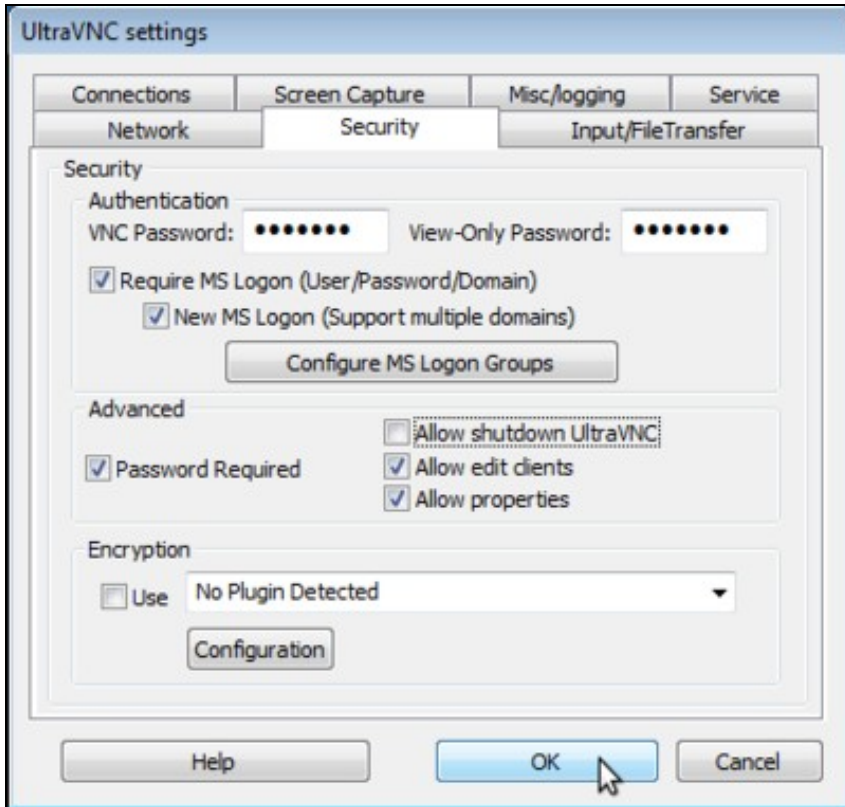 UltraVNC settings
Connections Screen Capture Misc/logging Service
Network Security Input/FileTransfer
Security
Authentication
VNC Password: ••••••• View-Only Password: •••••••
Require MS Logon (User/Password/Domain)
New MS Logon (Support multiple domains)
Configure MS Logon Groups
Advanced
Allow shutdown UltraVNC
Password Required Allow edit clients
Allow properties
Encryption
Use No Plugin Detected
Configuration
Help OK Cancel